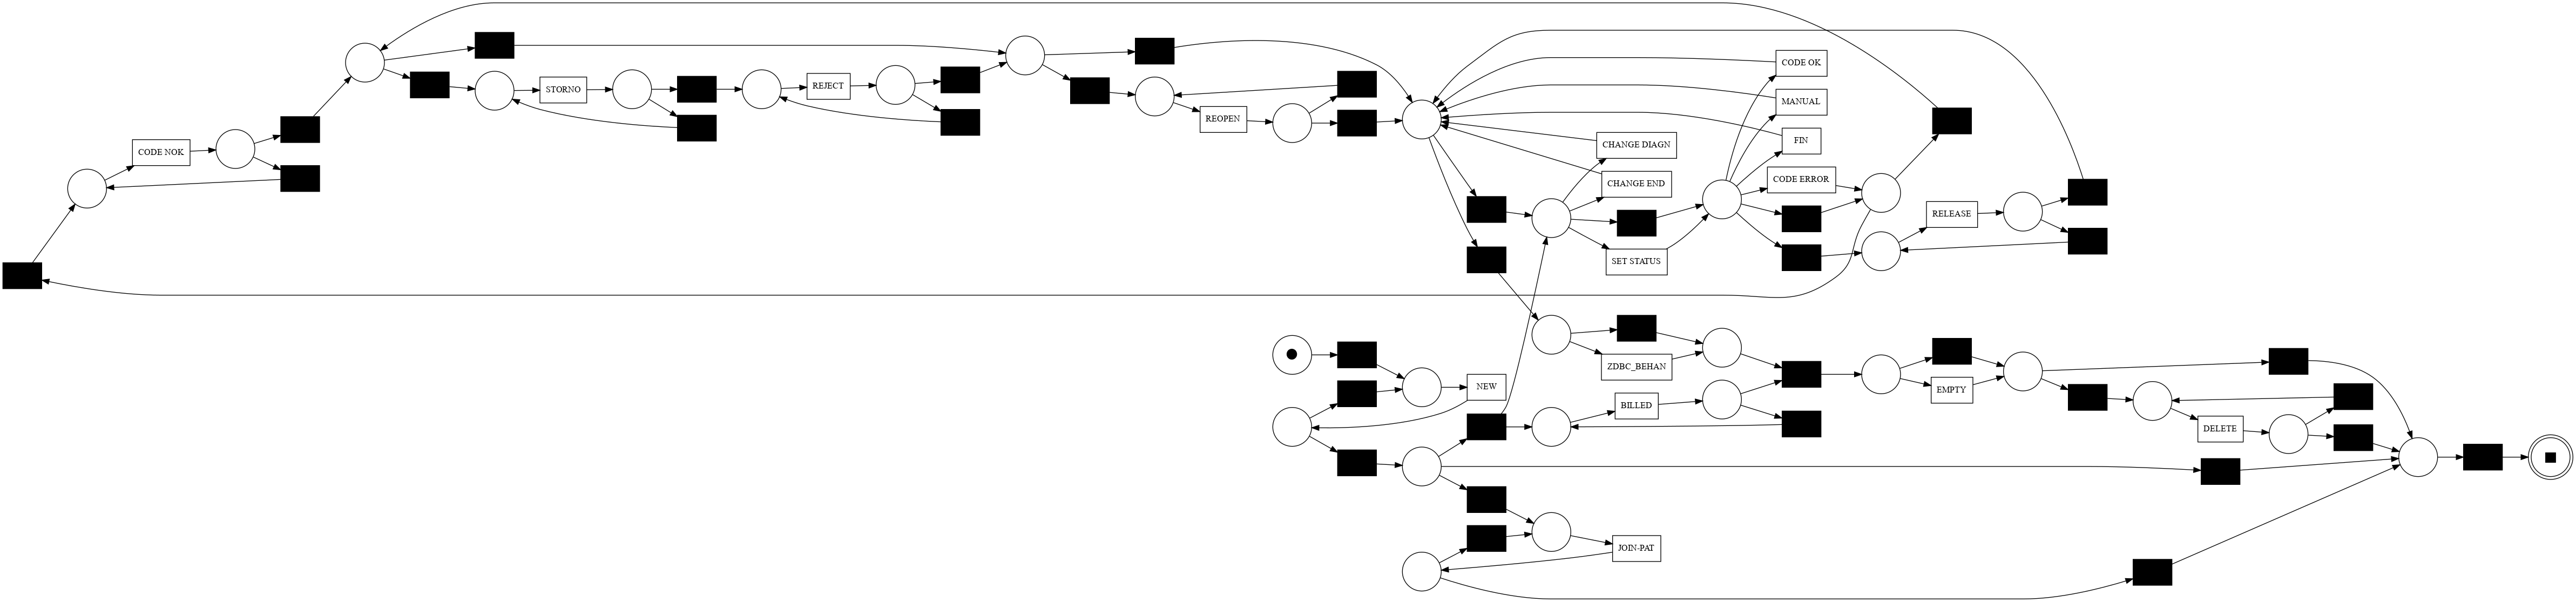 CODE OK
STORNO
REJECT
MANUAL
REOPEN
FIN
CODE NOK
CHANGE DIAGN
CHANGE END
CODE ERROR
RELEASE
SET STATUS
ZDBC_BEHAN
NEW
EMPTY
BILLED
DELETE
JOIN-PAT